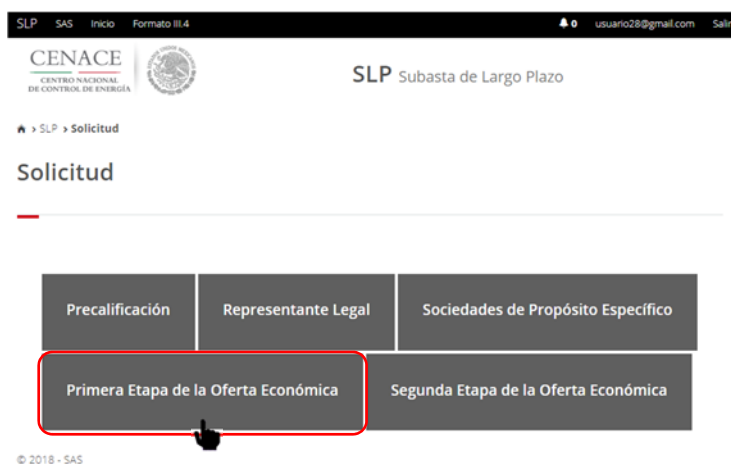 SLP SAS Inicio Formato III.4 0 usuario28@gmail.com Salir
CENACE
CENTRO NACIONAL
DE CONTROL DE ENERGÍA
SLP Subasta de Largo Plazo
> SLP > Solicitud
Solicitud
Precalificación Representante Legal Sociedades de Propósito Específico
Primera Etapa de la Oferta Económica Segunda Etapa de la Oferta Económica
© 2018 - SAS